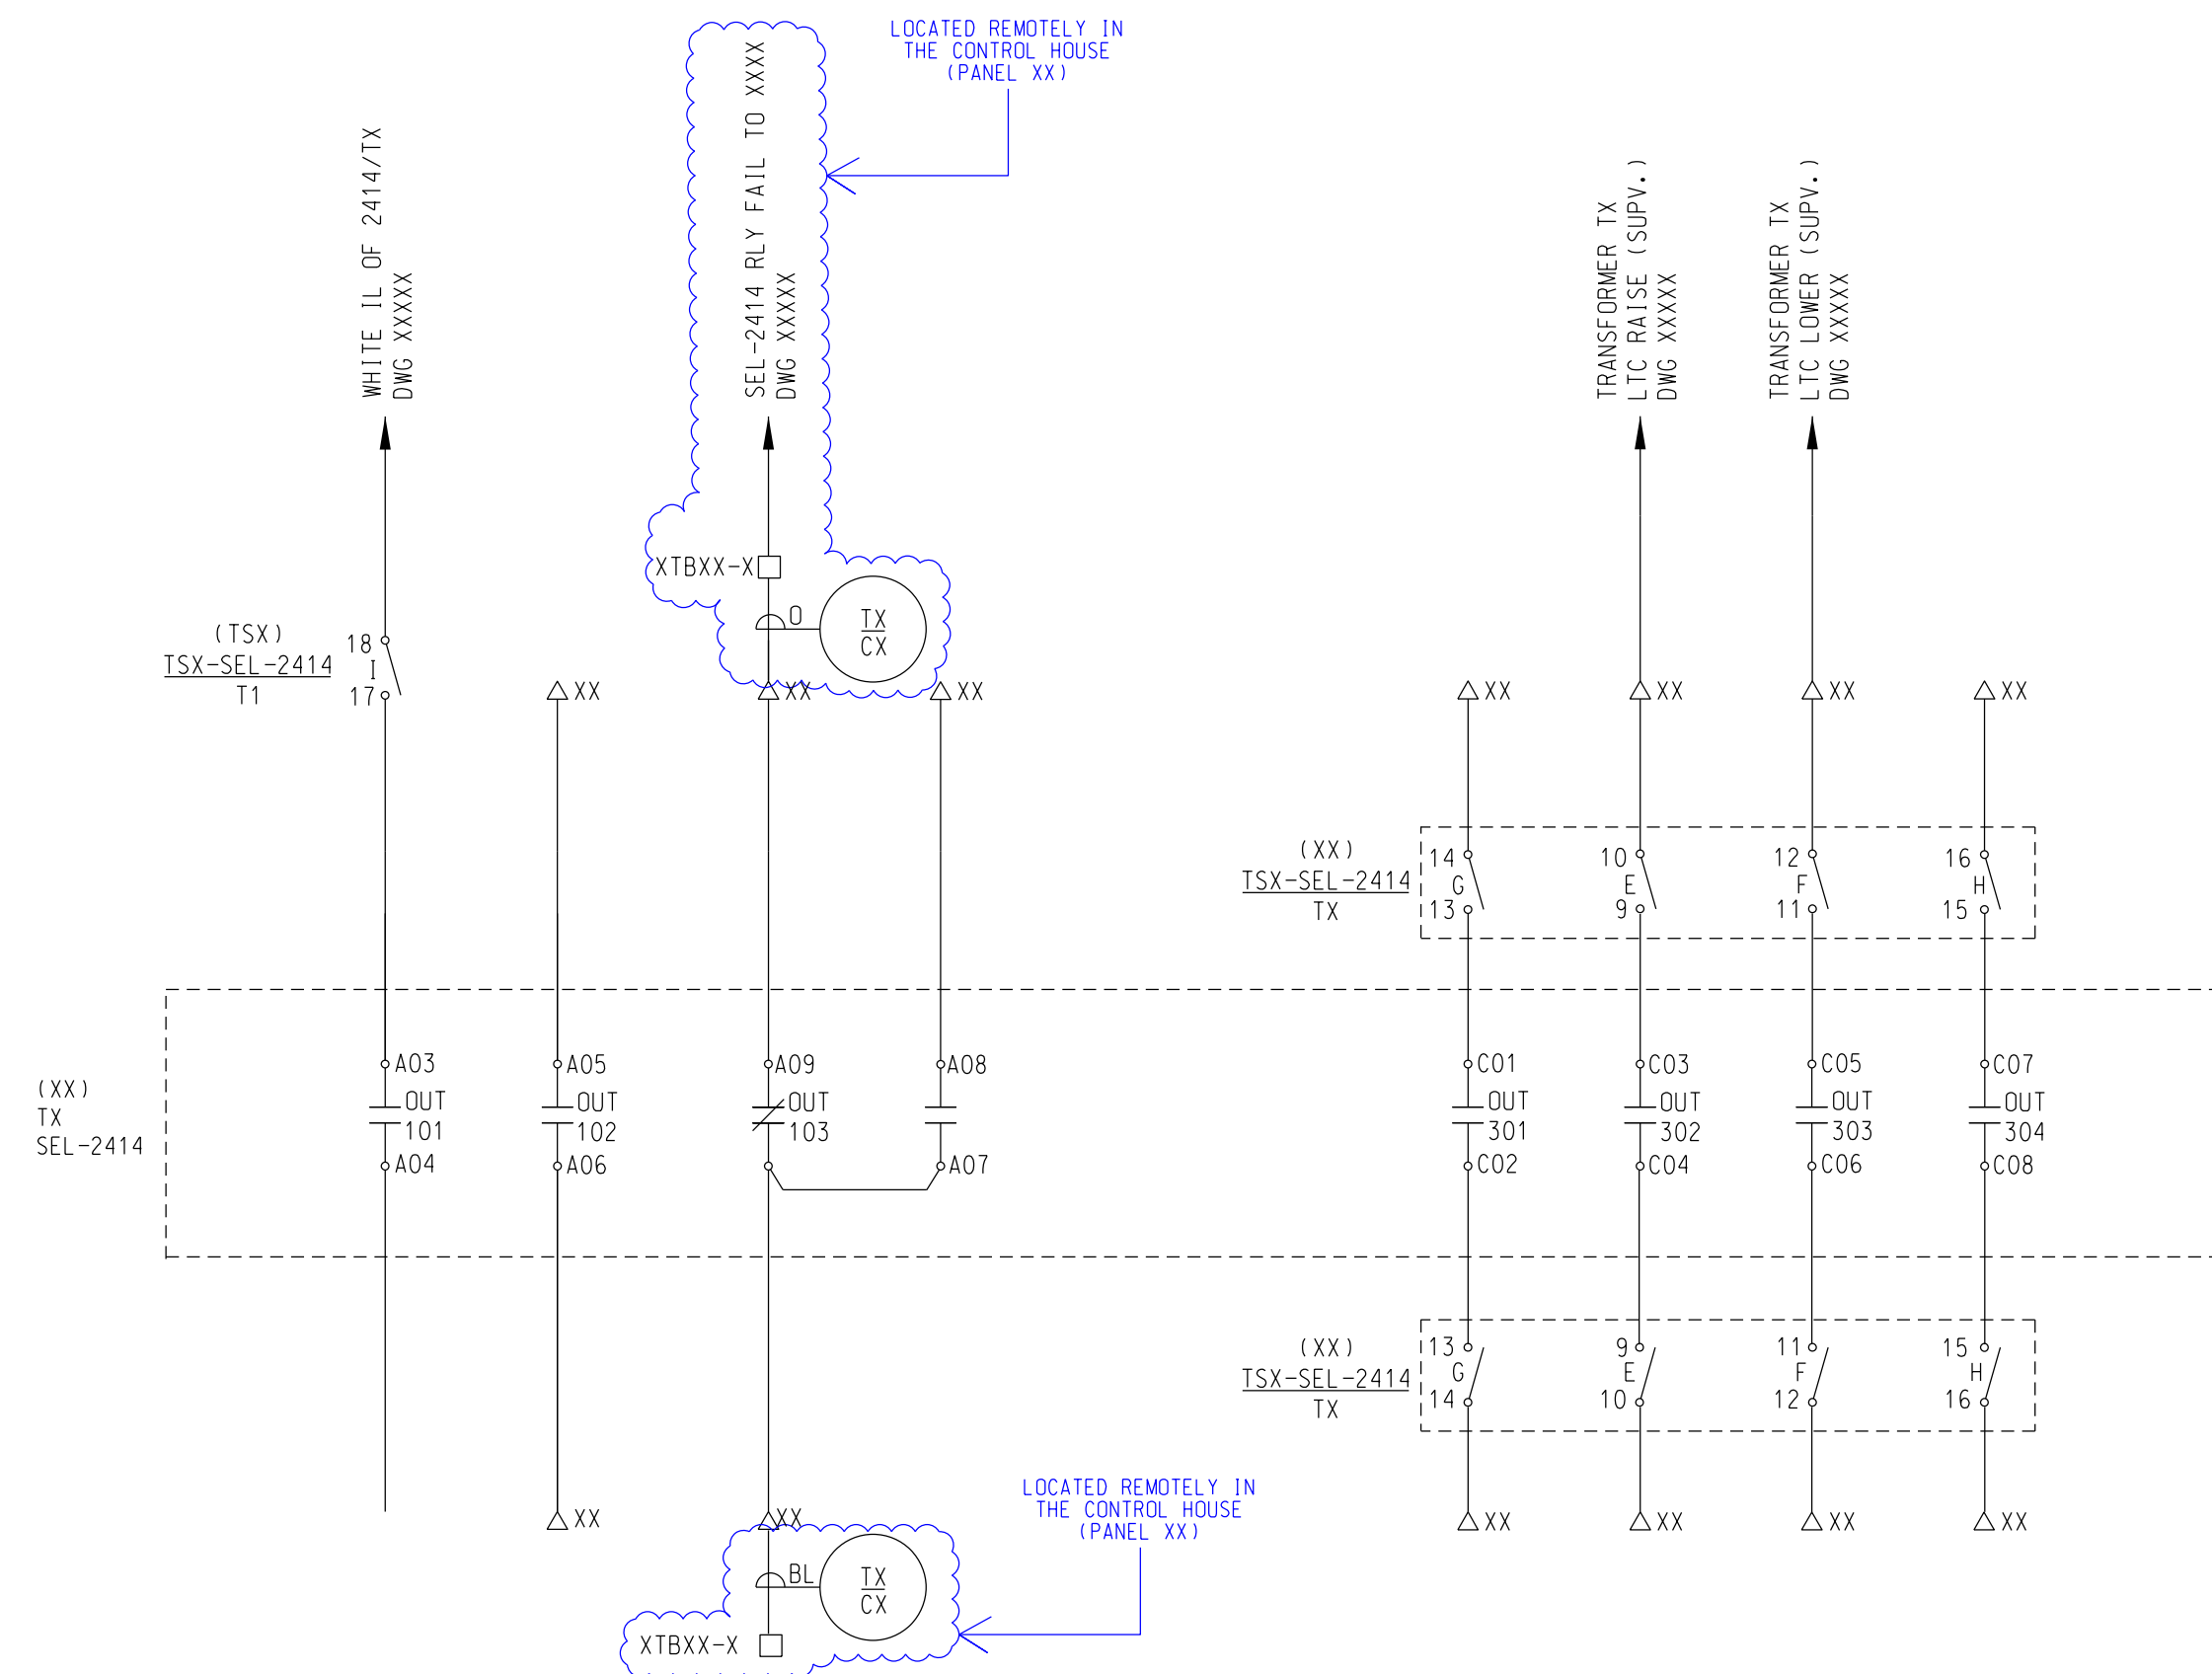 LOCATED REMOTELY IN
THE CONTROL HOUSE
(PANEL XX)
WHITE IL OF 2414/TX
DWG XXXXX
SEL-2414 RLY FAIL TO XXXX
DWG XXXXX
TRANSFORMER TX
LTC RAISE (SUPV.)
DWG XXXXX
TRANSFORMER TX
LTC LOWER (SUPV.)
DWG XXXXX
XTBXX-X
O
TX
CX
(TSX)
TSX-SEL-2414
T1
18
I
17
XX
XX
XX
XX
XX
XX
XX
(XX)
TSX-SEL-2414
TX
14
G
13
10
E
9
12
F
11
16
H
15
(XX)
TX
SEL-2414
A03
OUT
101
A04
A05
OUT
102
A06
A09
OUT
103
A08
A07
C01
OUT
301
C02
C03
OUT
302
C04
C05
OUT
303
C06
C07
OUT
304
C08
(XX)
TSX-SEL-2414
TX
13
G
14
9
E
10
11
F
12
15
H
16
XX
XX
XX
XX
XX
XX
LOCATED REMOTELY IN
THE CONTROL HOUSE
(PANEL XX)
BL
TX
CX
XTBXX-X